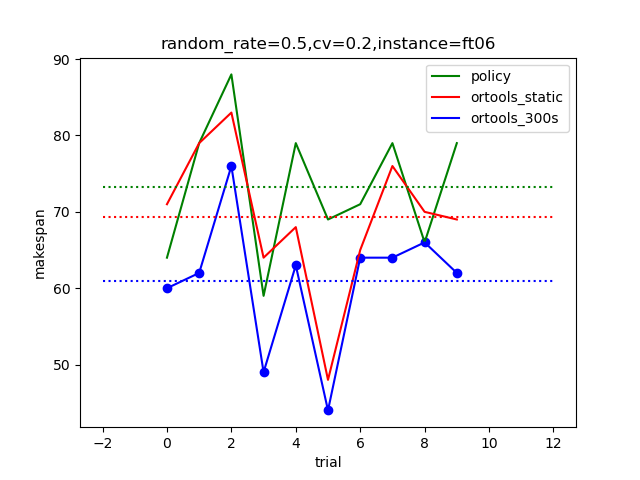 random_rate=0.5,cv=0.2,instance=ft06
policy
ortools_static
ortools_300s
makespan
90
80
70
60
50
−2
0
2
4
6
8
10
12
trial